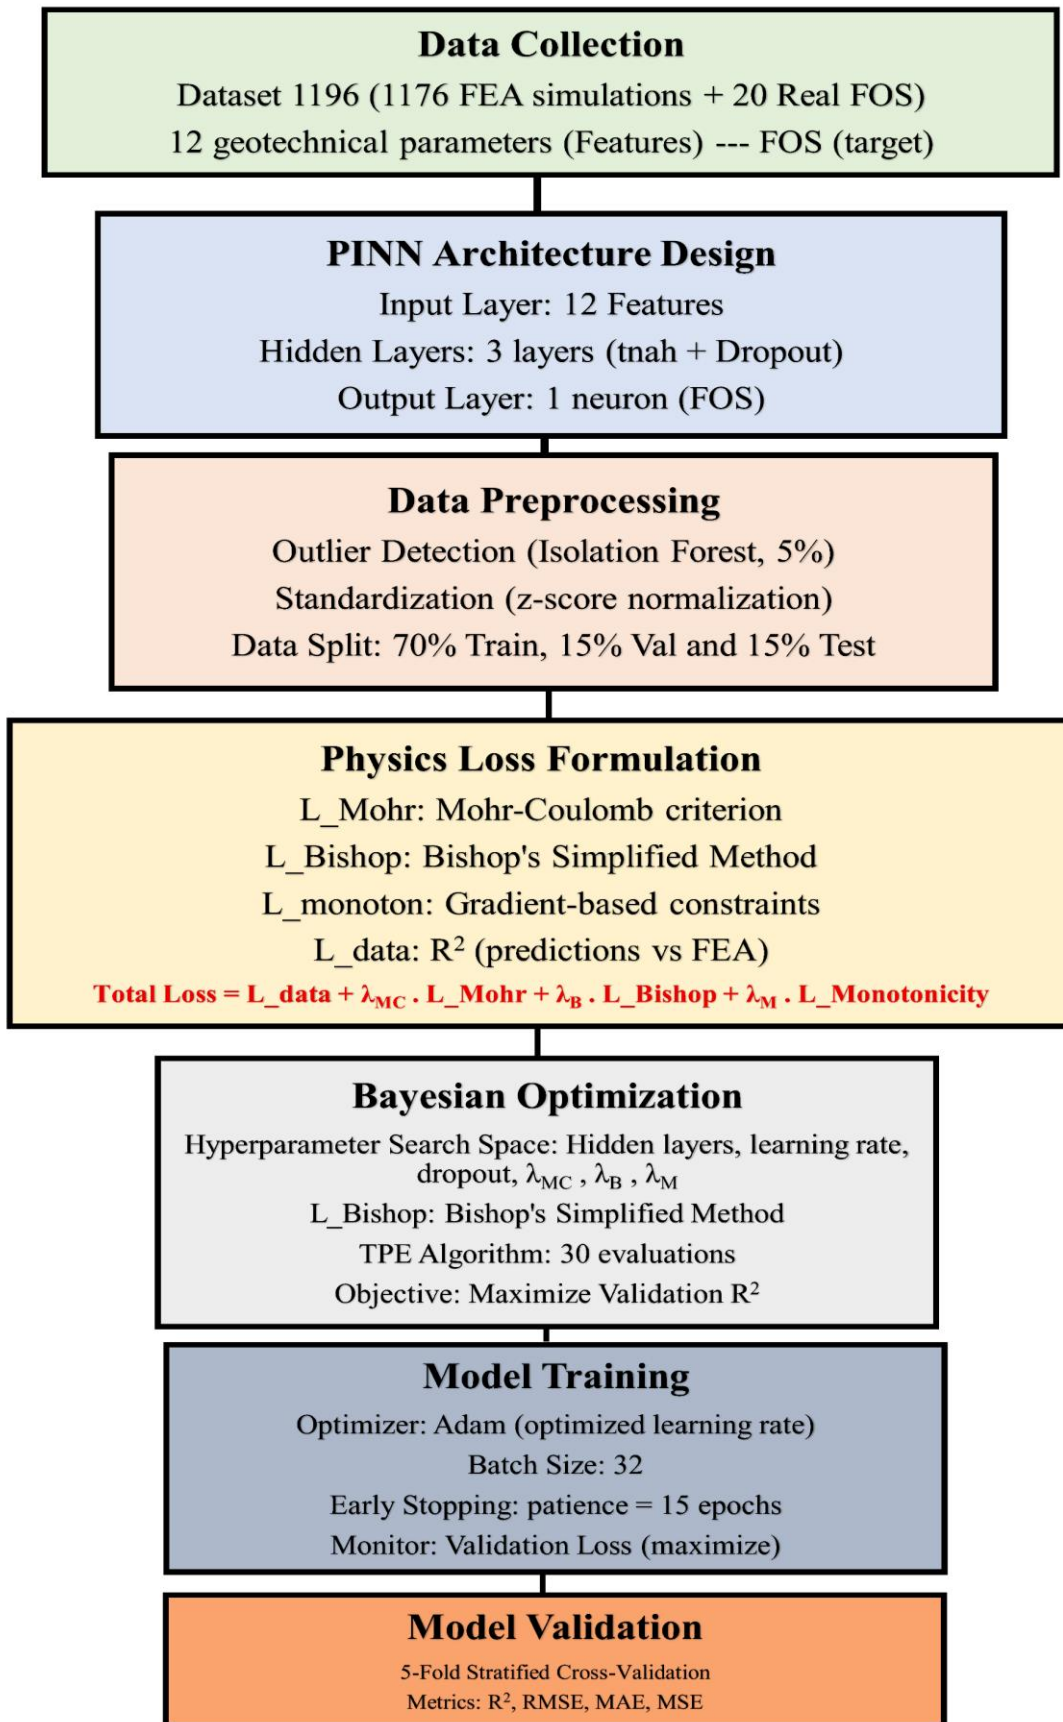 Data Collection
Dataset 1196 (1176 FEA simulations + 20 Real FOS)
12 geotechnical parameters (Features) --- FOS (target)
PINN Architecture Design
Input Layer: 12 Features
Hidden Layers: 3 layers (tnah + Dropout)
Output Layer: 1 neuron (FOS)
Data Preprocessing
Outlier Detection (Isolation Forest, 5%)
Standardization (z-score normalization)
Data Split: 70% Train, 15% Val and 15% Test
Physics Loss Formulation
L_Mohr: Mohr-Coulomb criterion
L_Bishop: Bishop's Simplified Method
L_monoton: Gradient-based constraints
L_data: R² (predictions vs FEA)
Total Loss = L_data + λ_MC . L_Mohr + λ_B . L_Bishop + λ_M . L_Monotonicity
Bayesian Optimization
Hyperparameter Search Space: Hidden layers, learning rate,
dropout, λ_MC , λ_B , λ_M
L_Bishop: Bishop's Simplified Method
TPE Algorithm: 30 evaluations
Objective: Maximize Validation R²
Model Training
Optimizer: Adam (optimized learning rate)
Batch Size: 32
Early Stopping: patience = 15 epochs
Monitor: Validation Loss (maximize)
Model Validation
5-Fold Stratified Cross-Validation
Metrics: R², RMSE, MAE, MSE